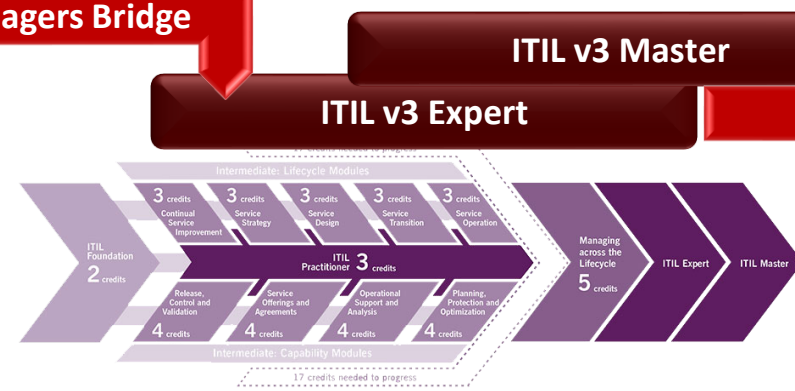 agers Bridge
ITIL v3 Master
ITIL v3 Expert
credits needed to progress
Intermediate: Lifecycle Modules
3 credits
Continual
Service
Improvement
3 credits
Service
Strategy
3 credits
Service
Design
3 credits
Service
Transition
3 credits
Service
Operation
ITIL
Foundation
2 credits
ITIL
Practitioner 3 credits
Managing
across the
Lifecycle
5
credits
ITIL Expert
ITIL Master
Release,
Control and
Validation
4 credits
Service
Offerings and
Agreements
4 credits
Operational
Support and
Analysis
4 credits
Planning,
Protection and
Optimization
4 credits
Intermediate: Capability Modules
17 credits needed to progress